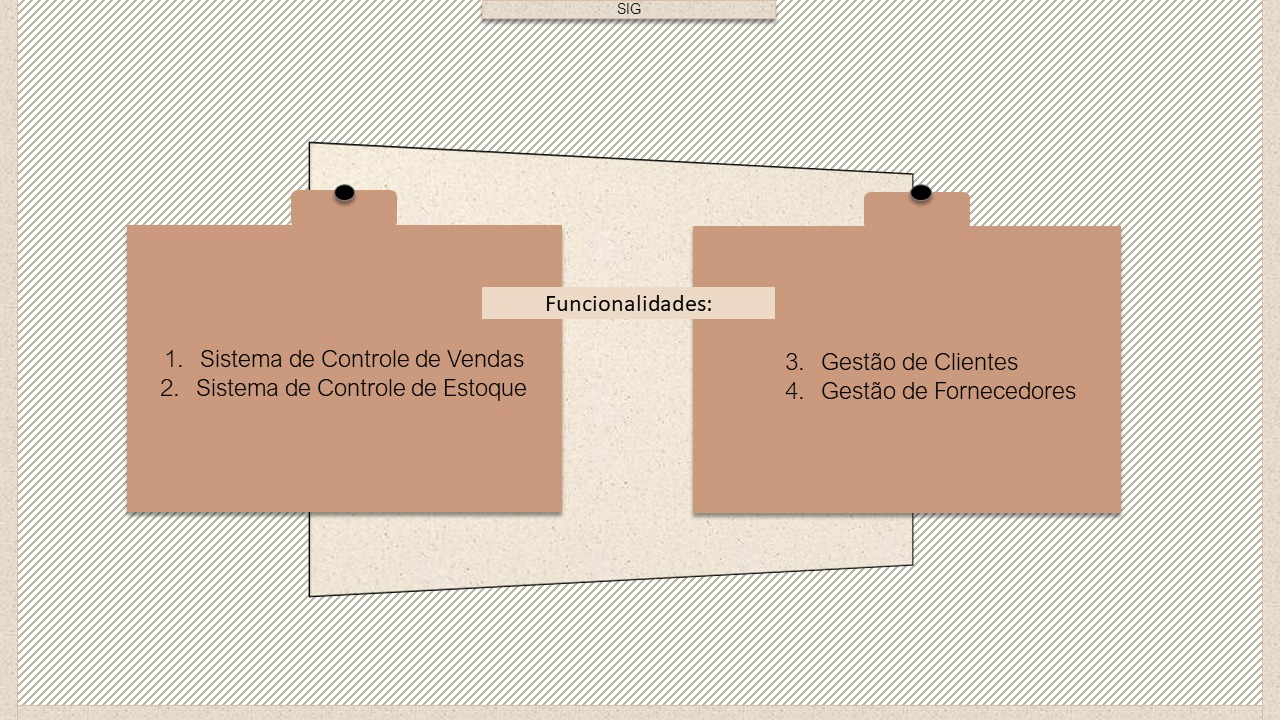 SIG
Funcionalidades:
1. Sistema de Controle de Vendas
2. Sistema de Controle de Estoque
3. Gestão de Clientes
4. Gestão de Fornecedores